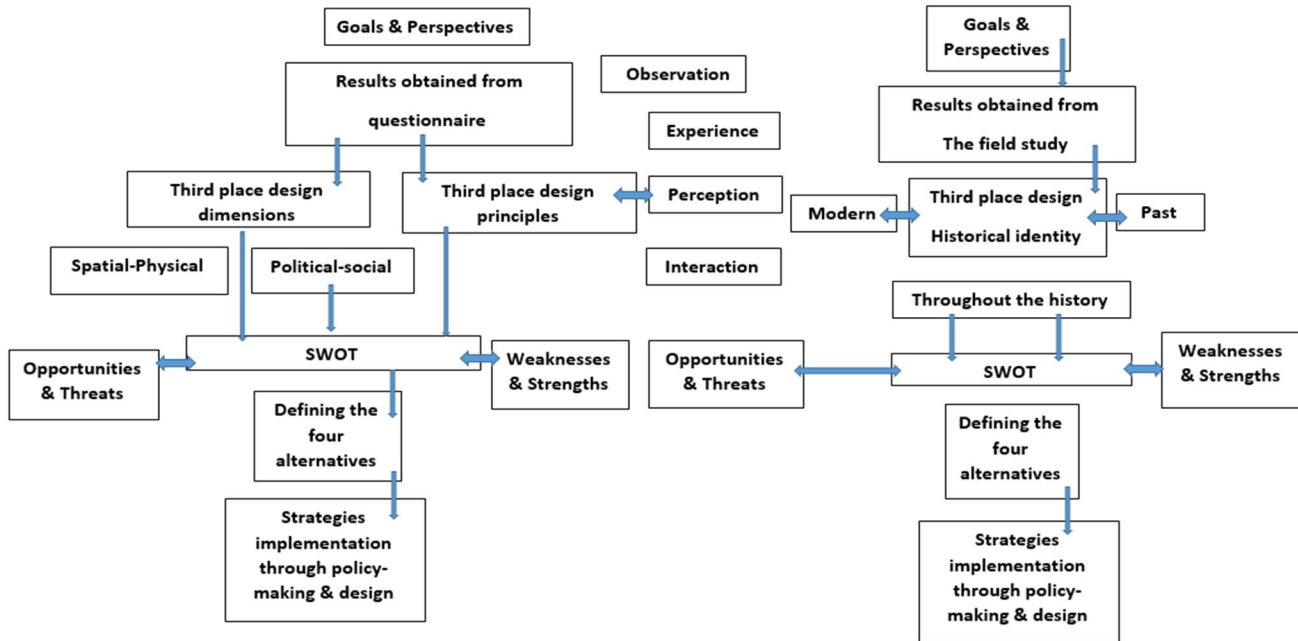 Goals & Perspectives
Results obtained from
questionnaire
Third place design
dimensions
Third place design
principles
Observation
Experience
Perception
Interaction
Spatial-Physical
Political-social
SWOT
Opportunities
& Threats
Weaknesses
& Strengths
Defining the
four
alternatives
Strategies
implementation
through policy-
making & design
Goals &
Perspectives
Results obtained from
The field study
Modern
Third place design
Historical identity
Past
Throughout the history
Opportunities
& Threats
SWOT
Weaknesses
& Strengths
Defining the
four
alternatives
Strategies
implementation
through policy-
making & design